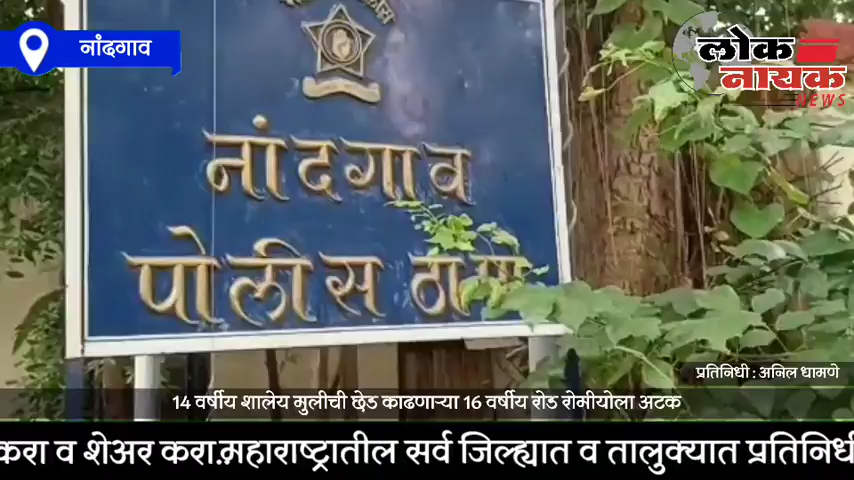 नांदगाव
लोक
नायक
NEWS
नांदगाव
पोलीस ठाणे
प्रतिनिधी : अनिल धामणे
14 वर्षीय शालेय मुलीची छेड काढणाऱ्या 16 वर्षीय रोड रोमीयोला अटक
करा व शेअर करा.महाराष्ट्रातील सर्व जिल्ह्यात व तालुक्यात प्रतिनिधी